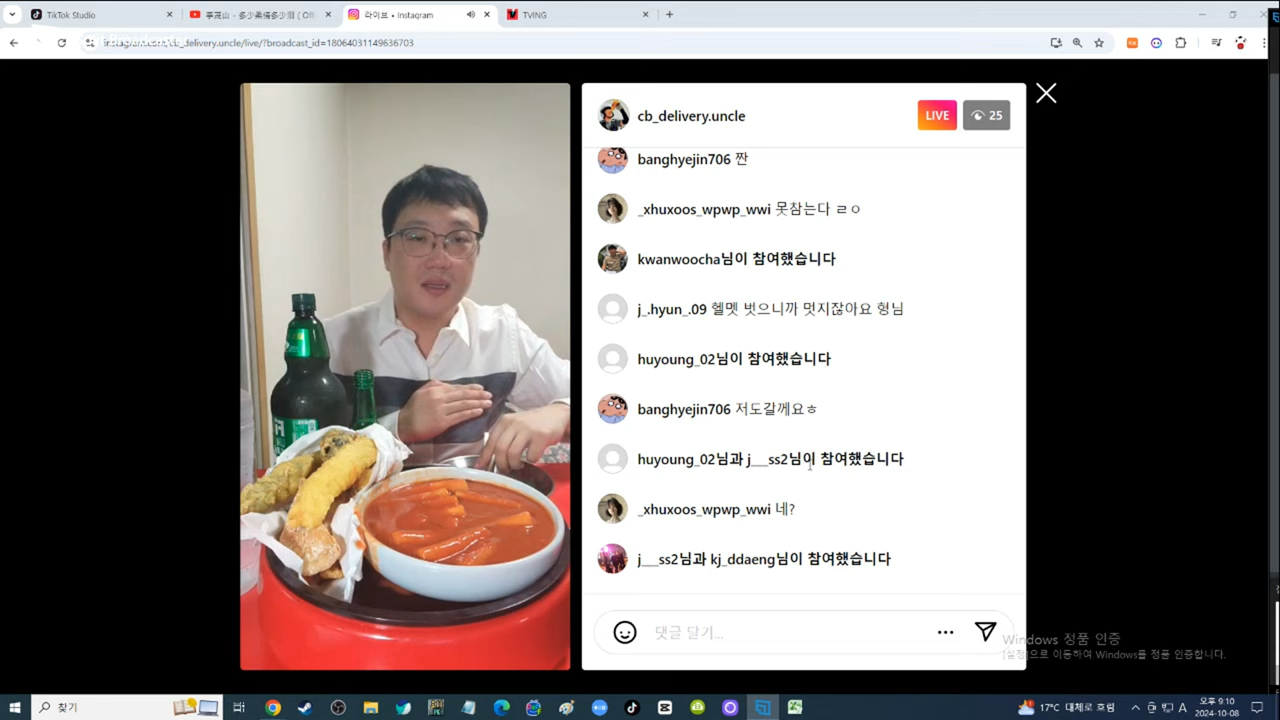 TikTok Studio
라이브 • Instagram
TVING
_delivery.uncle/live/?broadcast_id=18064031149636703
cb_delivery.uncle
LIVE
25
banghyejin706 짠
_xhuxoos_wpwp_wwi 못참는다 ㄹㅇ
kwanwoocha님이 참여했습니다
j_.hyun_.09 헬멧 벗으니까 멋지잖아요 형님
huyoung_02님이 참여했습니다
banghyejin706 저도갈께요ㅎ
huyoung_02님과 j__ss2님이 참여했습니다
_xhuxoos_wpwp_wwi 네?
j__ss2님과 kj_ddaeng님이 참여했습니다
댓글 달기...
Windows 정품 인증
[설정]으로 이동하여 Windows를 정품 인증합니다.
찾기
17°C 대체로 흐림
A
오후 9:10
2024-10-08